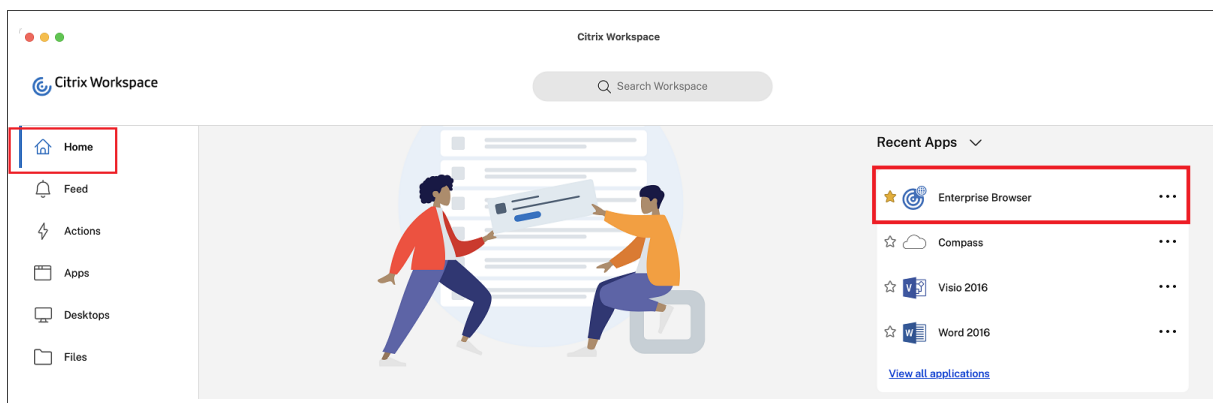 Citrix Workspace
Citrix Workspace
Search Workspace
Home
Feed
Actions
Apps
Desktops
Files
Recent Apps
Enterprise Browser
Compass
Visio 2016
Word 2016
View all applications